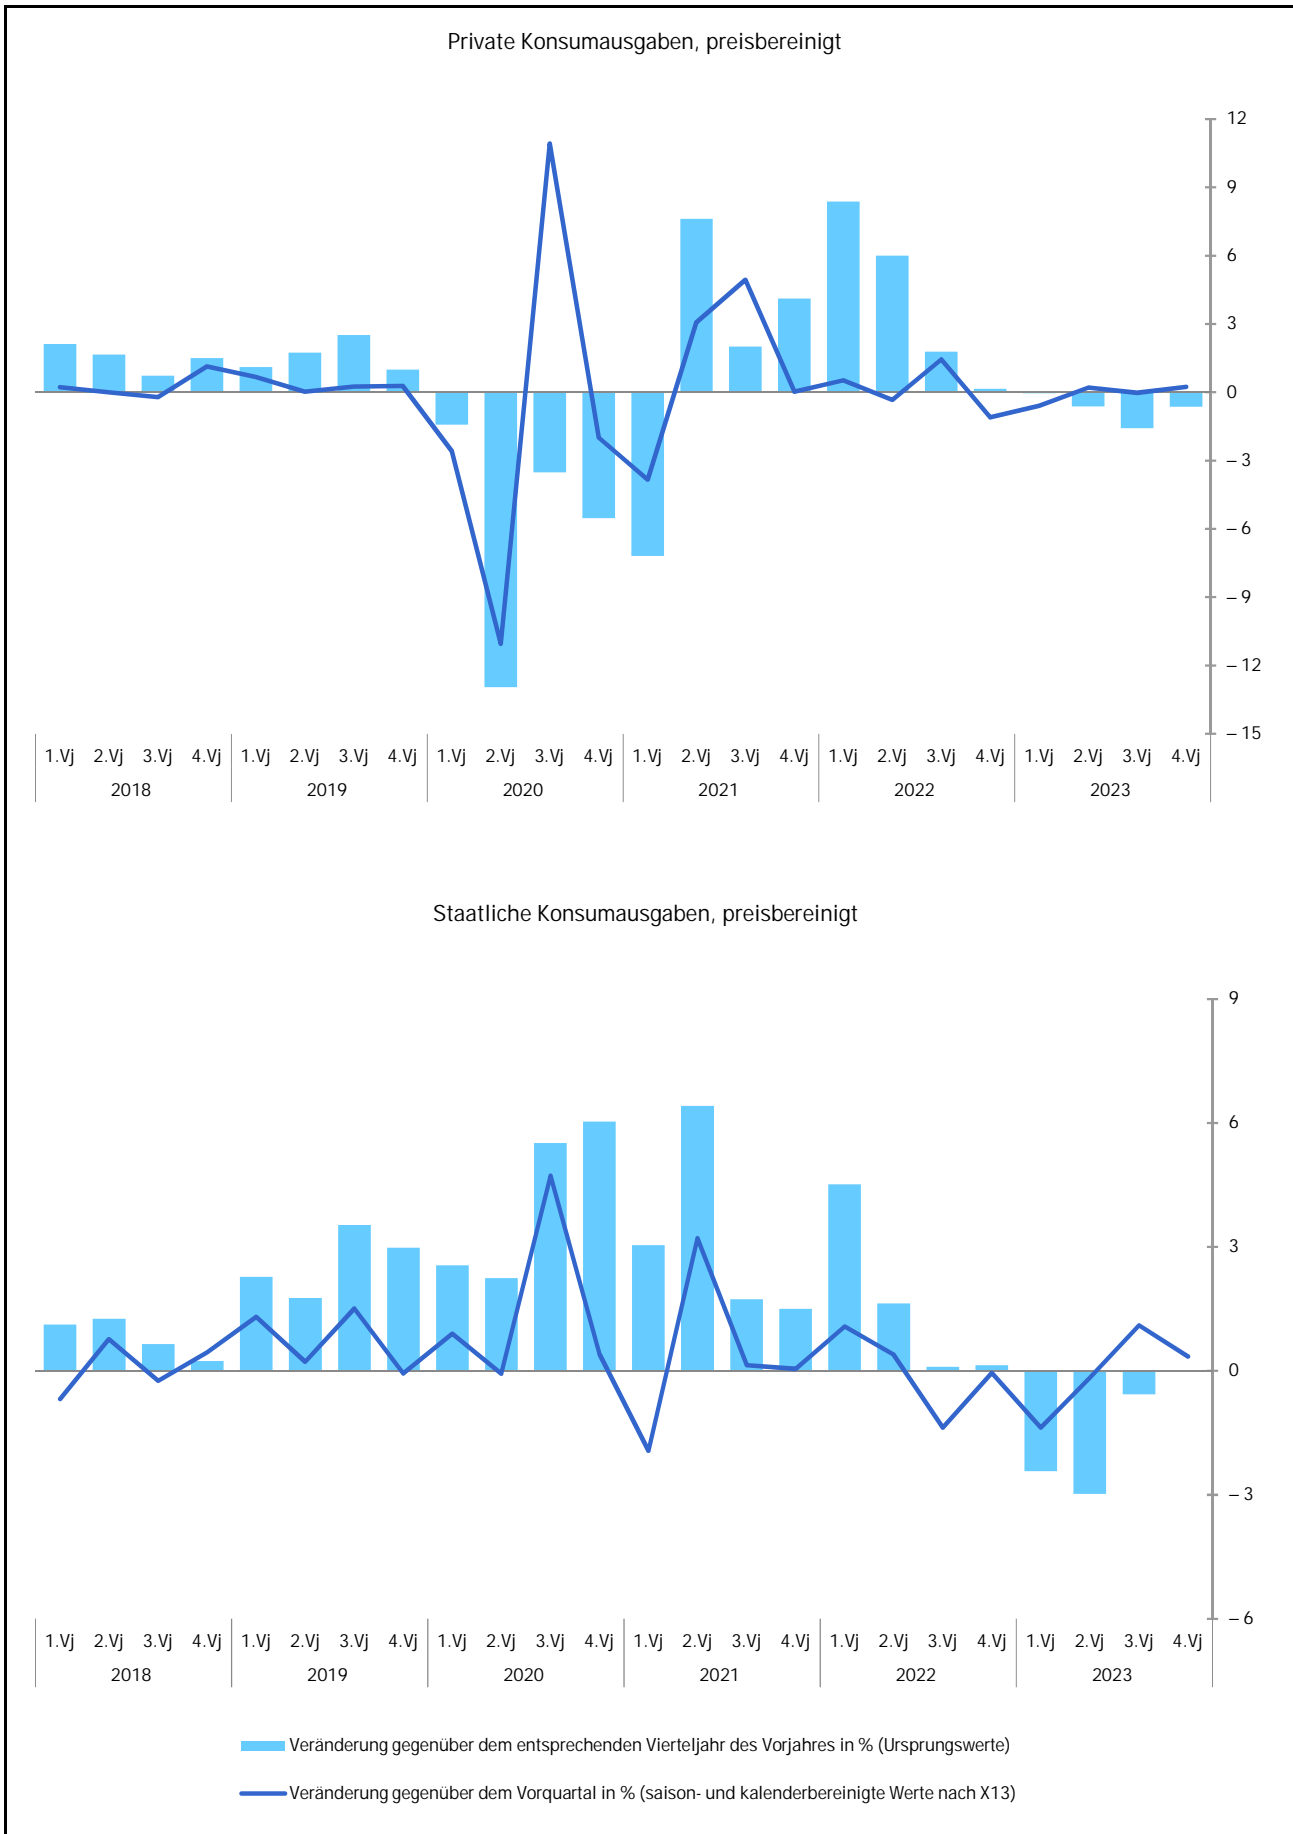 Private Konsumausgaben, preisbereinigt
12
9
6
3
0
– 3
– 6
– 9
– 12
– 15
1.Vj 2.Vj 3.Vj 4.Vj 1.Vj 2.Vj 3.Vj 4.Vj 1.Vj 2.Vj 3.Vj 4.Vj 1.Vj 2.Vj 3.Vj 4.Vj 1.Vj 2.Vj 3.Vj 4.Vj 1.Vj 2.Vj 3.Vj 4.Vj
2018 2019 2020 2021 2022 2023
Staatliche Konsumausgaben, preisbereinigt
9
6
3
0
– 3
– 6
1.Vj 2.Vj 3.Vj 4.Vj 1.Vj 2.Vj 3.Vj 4.Vj 1.Vj 2.Vj 3.Vj 4.Vj 1.Vj 2.Vj 3.Vj 4.Vj 1.Vj 2.Vj 3.Vj 4.Vj 1.Vj 2.Vj 3.Vj 4.Vj
2018 2019 2020 2021 2022 2023
Veränderung gegenüber dem entsprechenden Vierteljahr des Vorjahres in % (Ursprungswerte)
Veränderung gegenüber dem Vorquartal in % (saison- und kalenderbereinigte Werte nach X13)